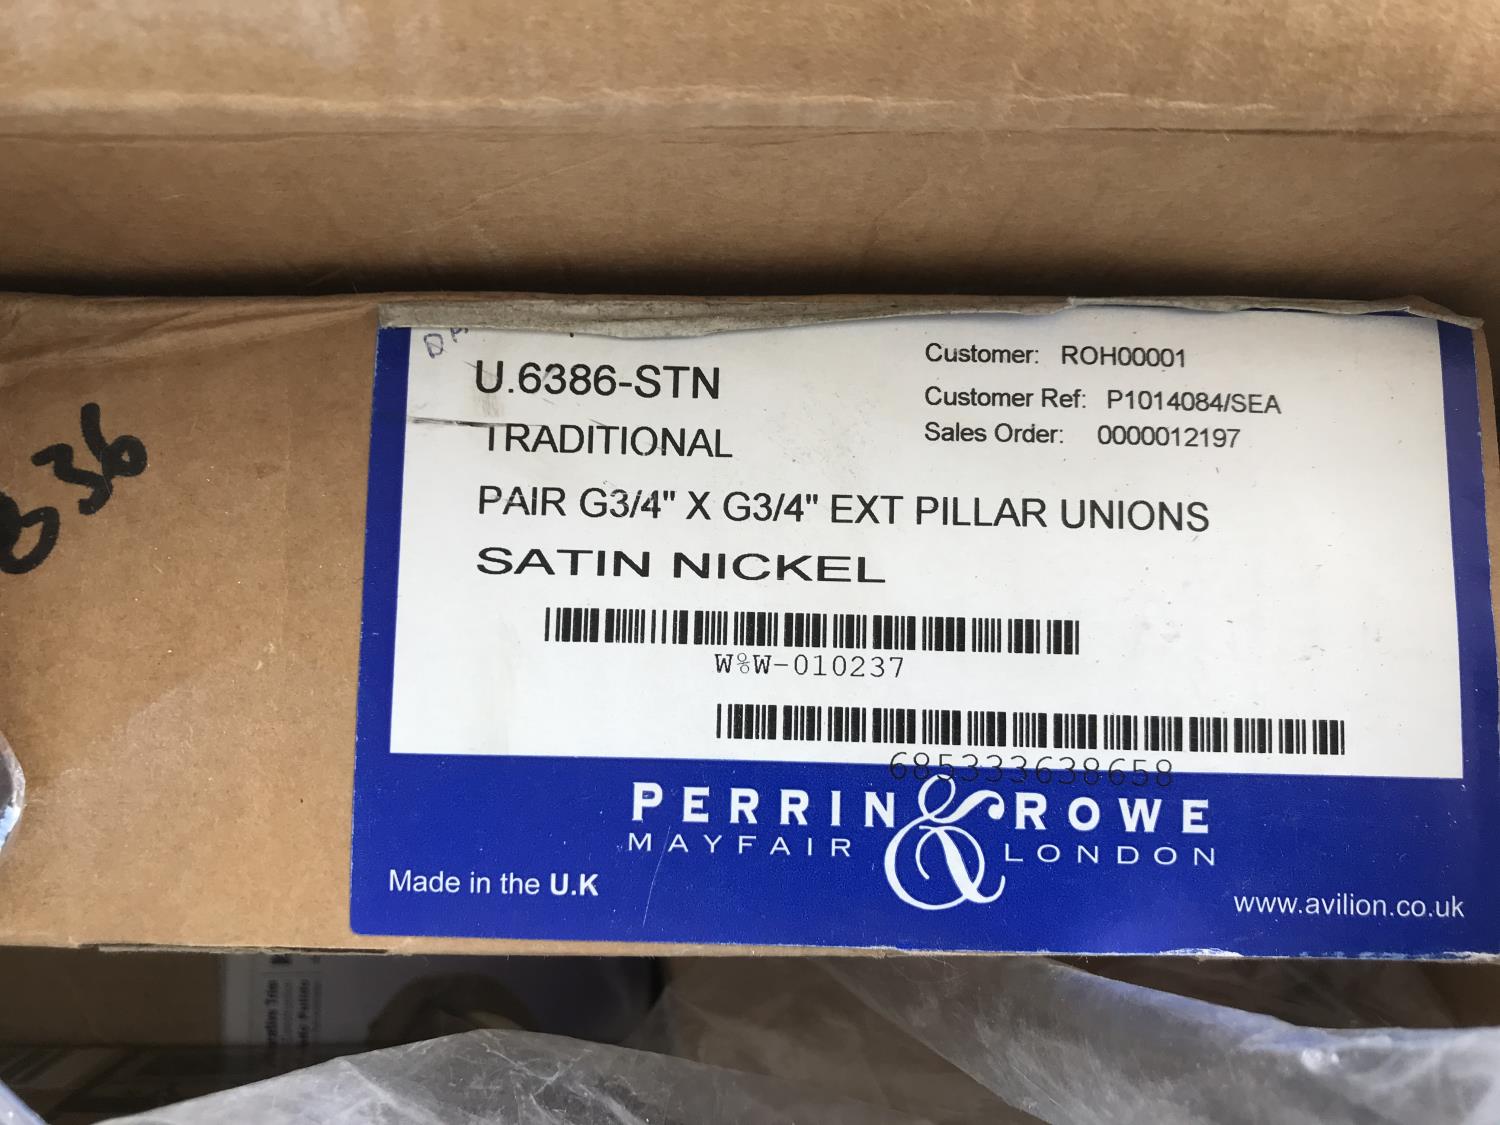 U.6386-STN
TRADITIONAL
PAIR G3/4" X G3/4" EXT PILLAR UNIONS
SATIN NICKEL
Customer: ROH00001
Customer Ref: P1014084/SEA
Sales Order: 0000012197
W%W-010237
685333638658
PERRIN & ROWE
MAYFAIR LONDON
Made in the U.K
www.avilion.co.uk
836